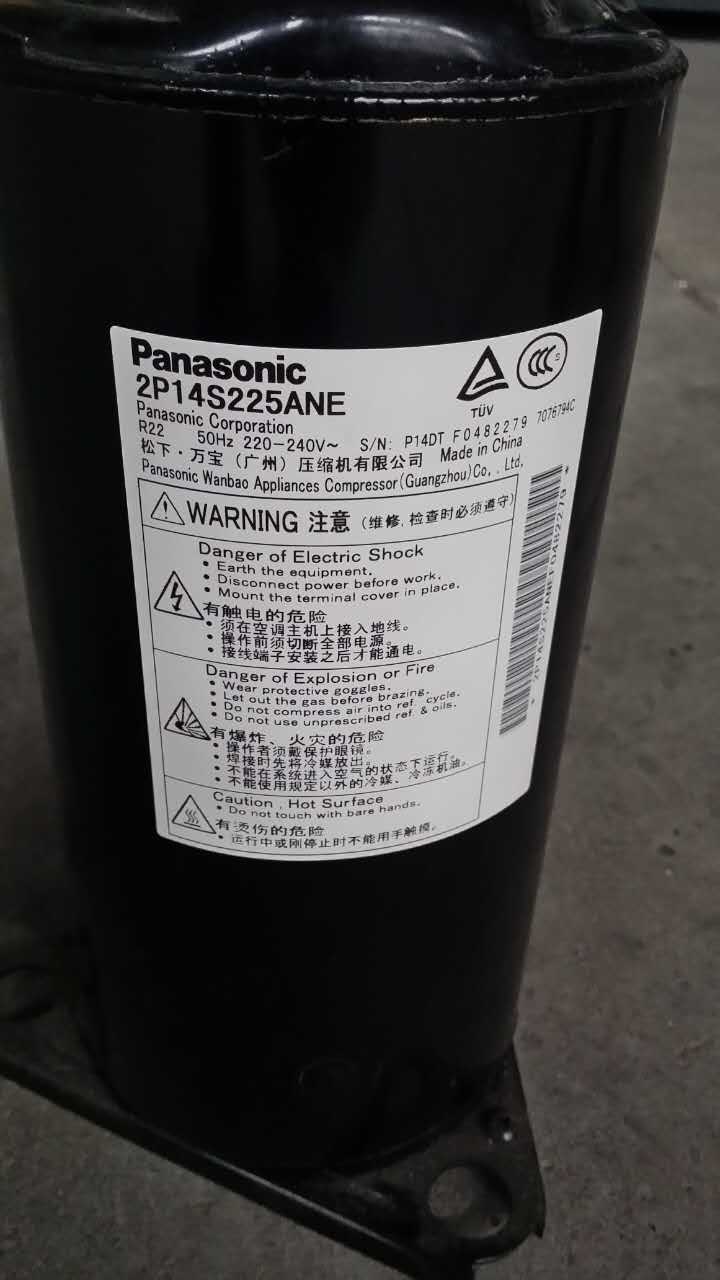 Panasonic
2P14S225ANE
TÜV
CCC S
Panasonic Corporation
R22 50Hz 220-240V~ S/N: P14DT F0482279 7076794C
松下·万宝(广州)压缩机有限公司 Made in China
Panasonic Wanbao Appliances Compressor(Guangzhou)Co,. Ltd.
WARNING 注意 (维修,检查时必须遵守)
Danger of Electric Shock
• Earth the equipment.
• Disconnect power before work.
• Mount the terminal cover in place.
有触电的危险
• 须在空调主机上接入地线。
• 操作前须切断全部电源。
• 接线端子安装之后才能通电。
Danger of Explosion or Fire
• Wear protective goggles.
• Let out the gas before brazing.
• Do not compress air into ref. cycle.
• Do not use unprescribed ref. & oils.
有爆炸、火灾的危险
• 操作者须戴保护眼镜。
• 焊接时先将冷媒放出。
• 不能在系统进入空气的状态下运行。
• 不能使用规定以外的冷媒、冷冻机油。
Caution , Hot Surface
• Do not touch with bare hands.
有烫伤的危险
• 运行中或刚停止时不能用手触摸。
* 2P14S225ANEF0482279 *